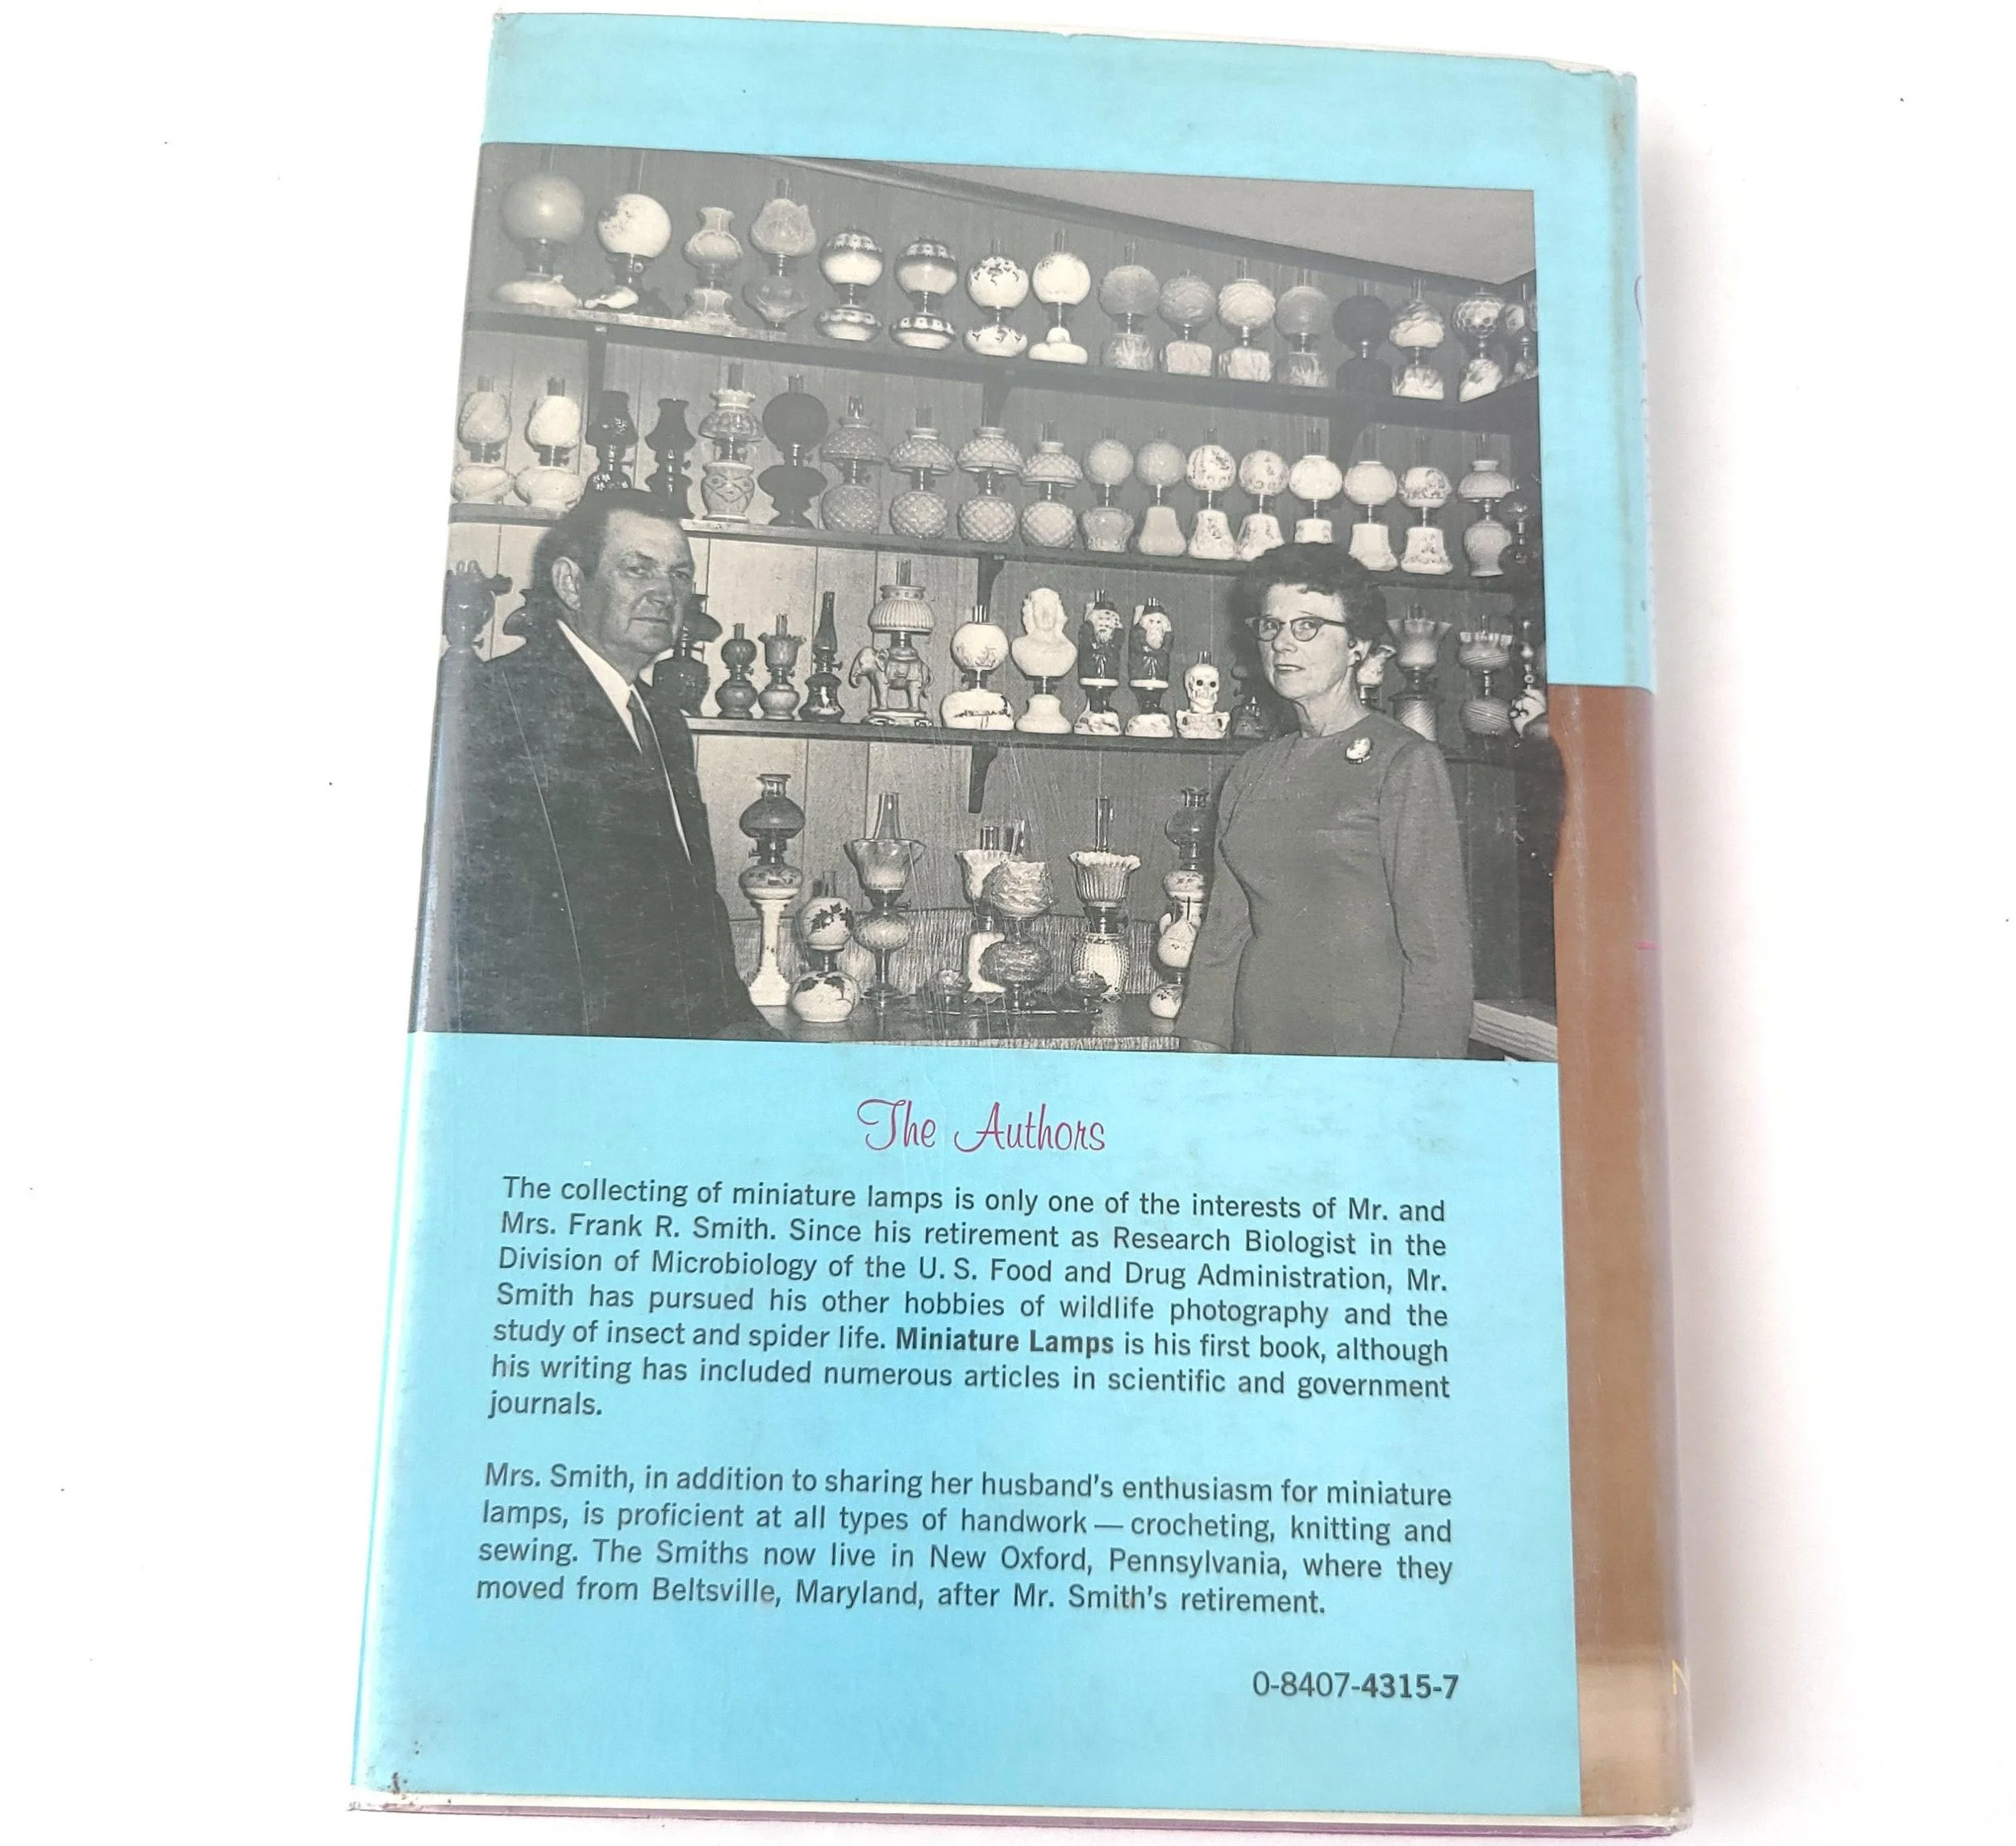 The Authors
The collecting of miniature lamps is only one of the interests of Mr. and
Mrs. Frank R. Smith. Since his retirement as Research Biologist in the
Division of Microbiology of the U. S. Food and Drug Administration, Mr.
Smith has pursued his other hobbies of wildlife photography and the
study of insect and spider life. Miniature Lamps is his first book, although
his writing has included numerous articles in scientific and government
journals.
Mrs. Smith, in addition to sharing her husband's enthusiasm for miniature
lamps, is proficient at all types of handwork — crocheting, knitting and
sewing. The Smiths now live in New Oxford, Pennsylvania, where they
moved from Beltsville, Maryland, after Mr. Smith's retirement.
0-8407-4315-7